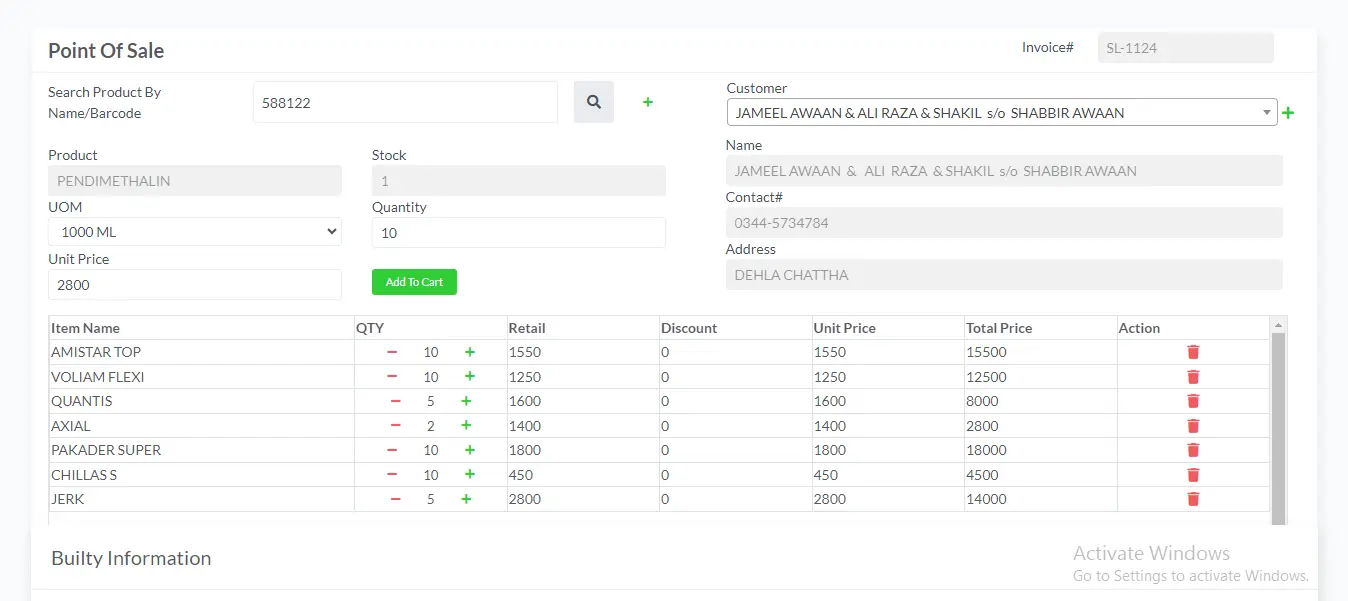 Point Of Sale
Invoice# SL-1124
Search Product By
Name/Barcode
588122
Customer
JAMEEL AWAAN & ALI RAZA & SHAKIL s/o SHABBIR AWAAN
Product
PENDIMETHALIN
Stock
1
UOM
1000 ML
Quantity
10
Unit Price
2800
Add To Cart
Name
JAMEEL AWAAN & ALI RAZA & SHAKIL s/o SHABBIR AWAAN
Contact#
0344-5734784
Address
DEHLA CHATTHA
Item Name QTY Retail Discount Unit Price Total Price Action
AMISTAR TOP − 10 + 1550 0 1550 15500
VOLIAM FLEXI − 10 + 1250 0 1250 12500
QUANTIS − 5 + 1600 0 1600 8000
AXIAL − 2 + 1400 0 1400 2800
PAKADER SUPER − 10 + 1800 0 1800 18000
CHILLAS S − 10 + 450 0 450 4500
JERK − 5 + 2800 0 2800 14000
Builty Information
Activate Windows
Go to Settings to activate Windows.